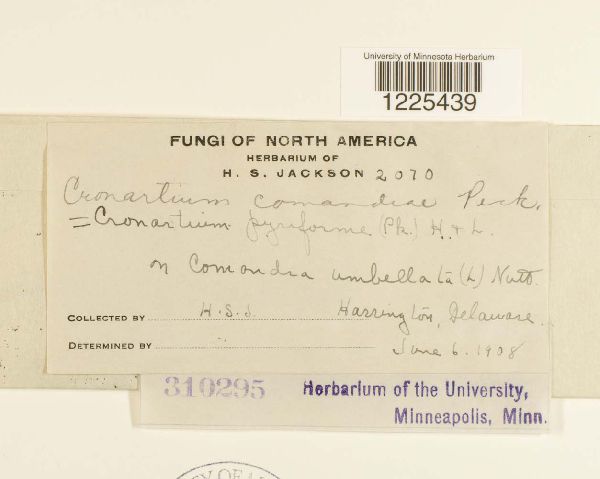 University of Minnesota Herbarium
1225439
FUNGI OF NORTH AMERICA
HERBARIUM OF
H. S. JACKSON 2070
Cronartium comandrae Peck.
= Cronartium pyriforme (Pk.) H. & L.
on Comandra umbellata (L) Nutt.
COLLECTED BY H.S.J. Harrington, Delaware.
DETERMINED BY June 6. 1908
310295 Herbarium of the University,
Minneapolis, Minn.